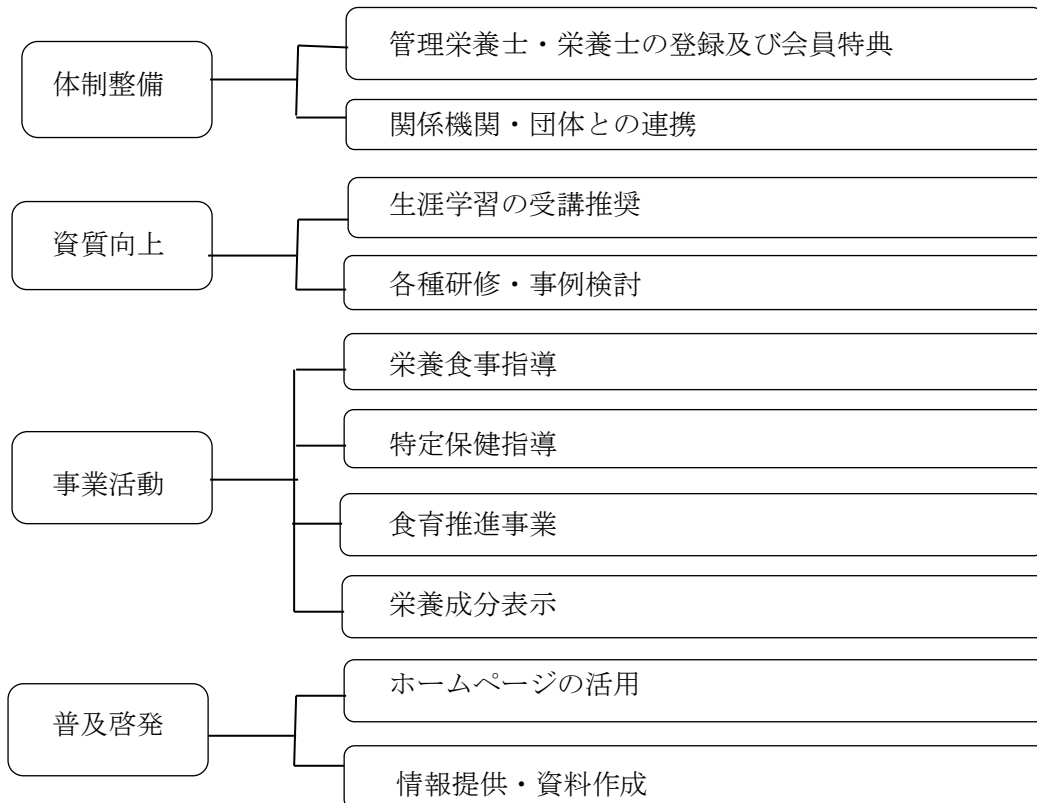 体制整備
管理栄養士・栄養士の登録及び会員特典
関係機関・団体との連携
資質向上
生涯学習の受講推奨
各種研修・事例検討
事業活動
栄養食事指導
特定保健指導
食育推進事業
栄養成分表示
普及啓発
ホームページの活用
情報提供・資料作成